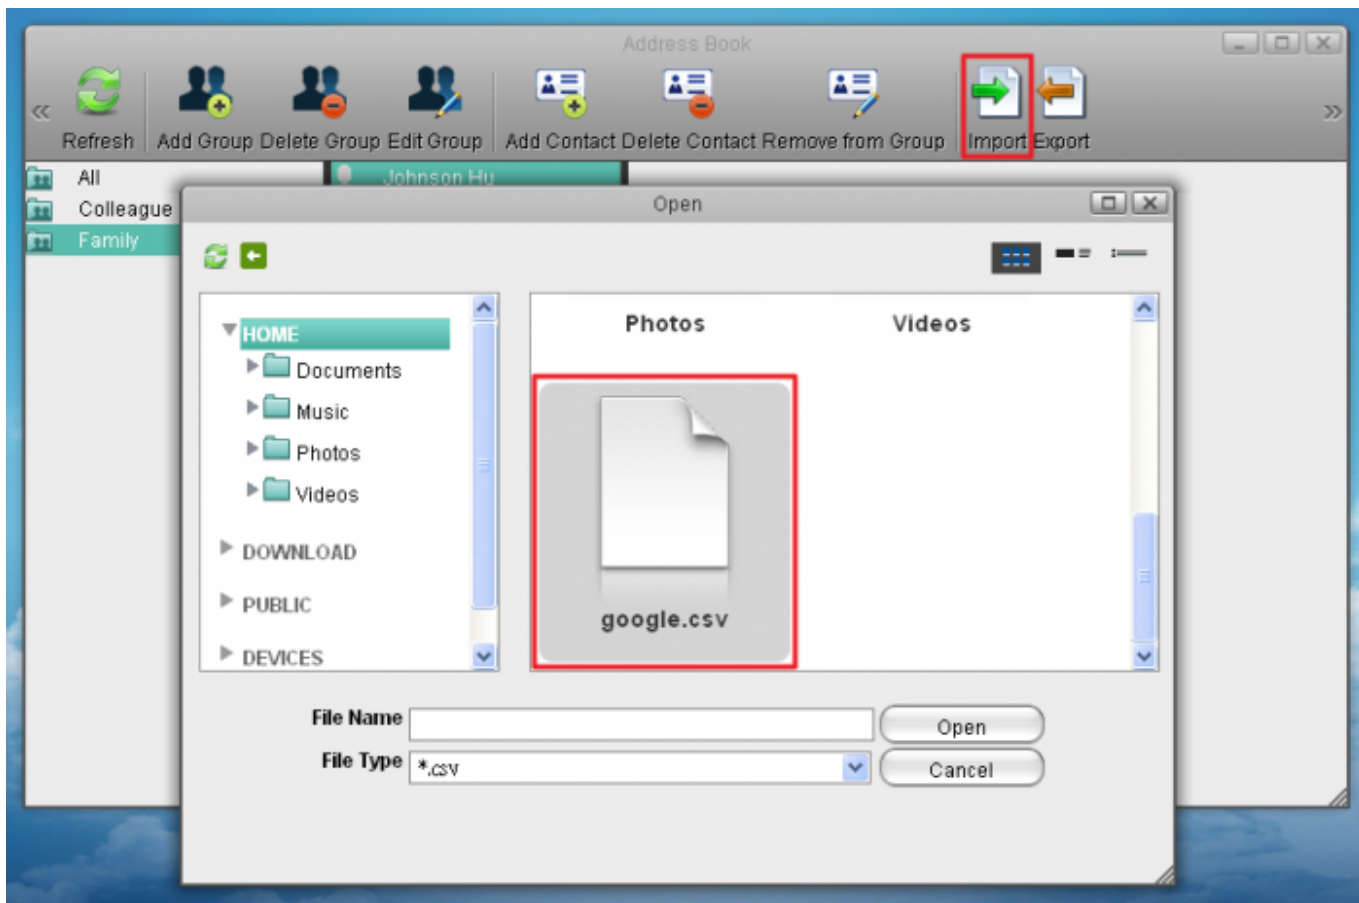 Address Book
Refresh Add Group Delete Group Edit Group Add Contact Delete Contact Remove from Group Import Export
All
Johnson Hu
Colleague
Family
Open
HOME
Documents
Music
Photos
Videos
DOWNLOAD
PUBLIC
DEVICES
Photos Videos
google.csv
File Name
Open
File Type *.csv
Cancel